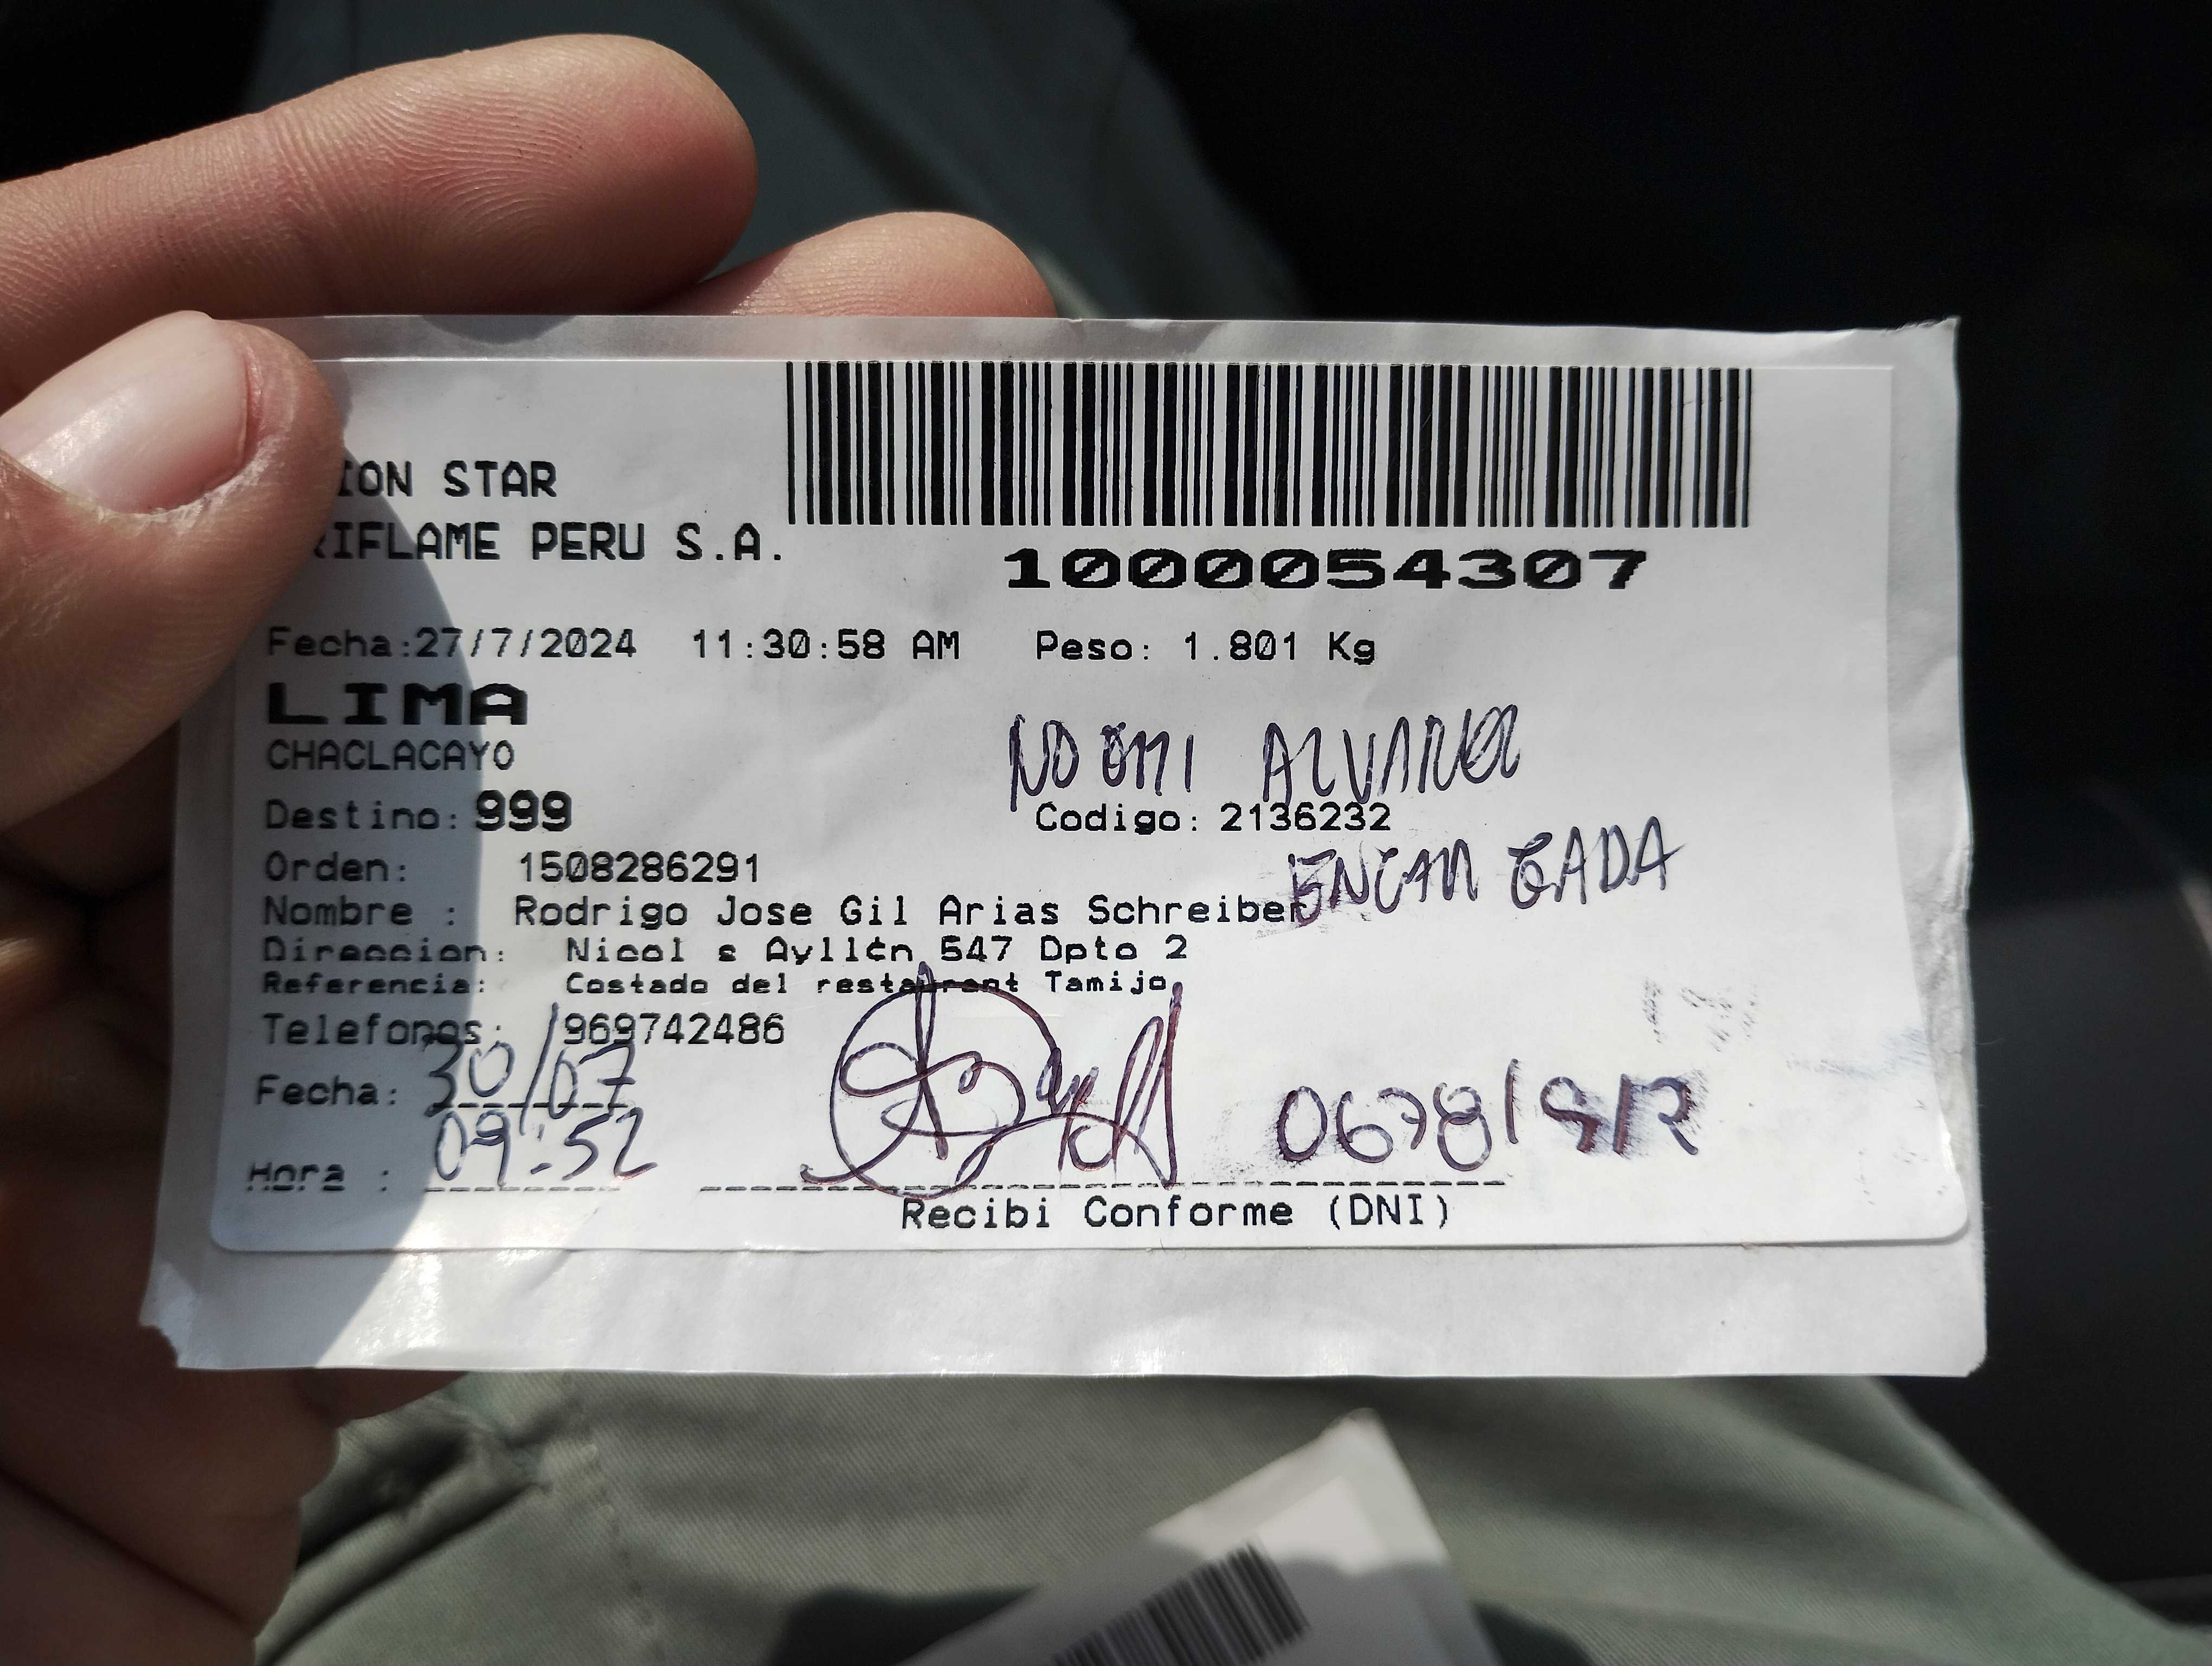 ION STAR
RIFLAME PERU S.A.
1000054307
Fecha:27/7/2024 11:30:58 AM Peso: 1.801 Kg
LIMA
CHACLACAYO
NOEMI ALVAREZ
Destino: 999 Codigo: 2136232
ENCARGADA
Orden: 1508286291
Nombre : Rodrigo Jose Gil Arias Schreiber
Direccion: Nicol s Ayll¢n 547 Dpto 2
Referencia: Costado del restaurant Tamijo
Telefonos: 969742486
Fecha: 30/07
Hora : 09:52
Recibi Conforme (DNI)